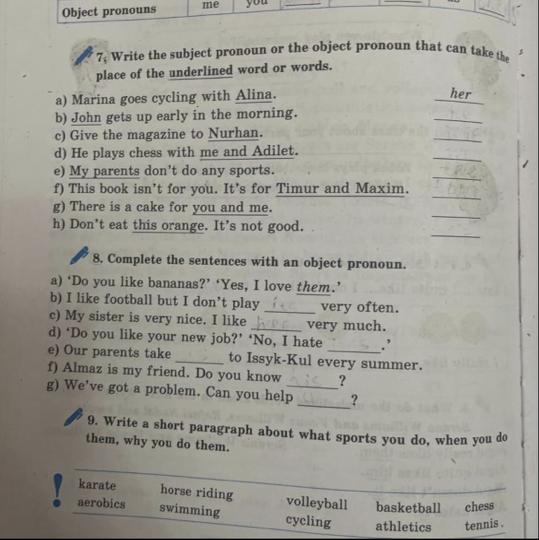 Object pronouns me you
7. Write the subject pronoun or the object pronoun that can take the
place of the underlined word or words.
a) Marina goes cycling with Alina. her
b) John gets up early in the morning.
c) Give the magazine to Nurhan.
d) He plays chess with me and Adilet.
e) My parents don't do any sports.
f) This book isn't for you. It's for Timur and Maxim.
g) There is a cake for you and me.
h) Don't eat this orange. It's not good.
8. Complete the sentences with an object pronoun.
a) 'Do you like bananas?' 'Yes, I love them.'
b) I like football but I don't play ______ very often.
c) My sister is very nice. I like ______ very much.
d) 'Do you like your new job?' 'No, I hate ______.'
e) Our parents take ______ to Issyk-Kul every summer.
f) Almaz is my friend. Do you know ______?
g) We've got a problem. Can you help ______?
9. Write a short paragraph about what sports you do, when you do
them, why you do them.
! karate horse riding volleyball basketball chess
aerobics swimming cycling athletics tennis.